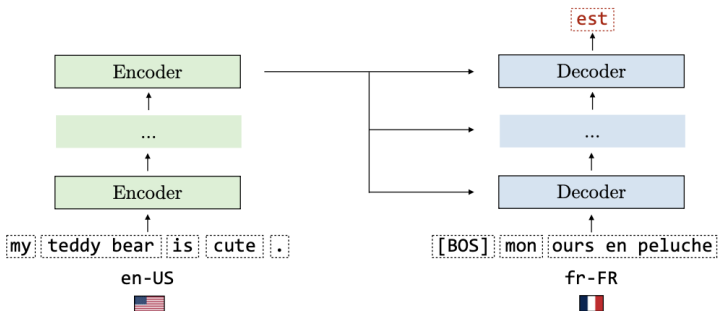 est
Encoder
Decoder
...
...
Encoder
Decoder
my teddy bear is cute .
[BOS] mon ours en peluche
en-US
fr-FR